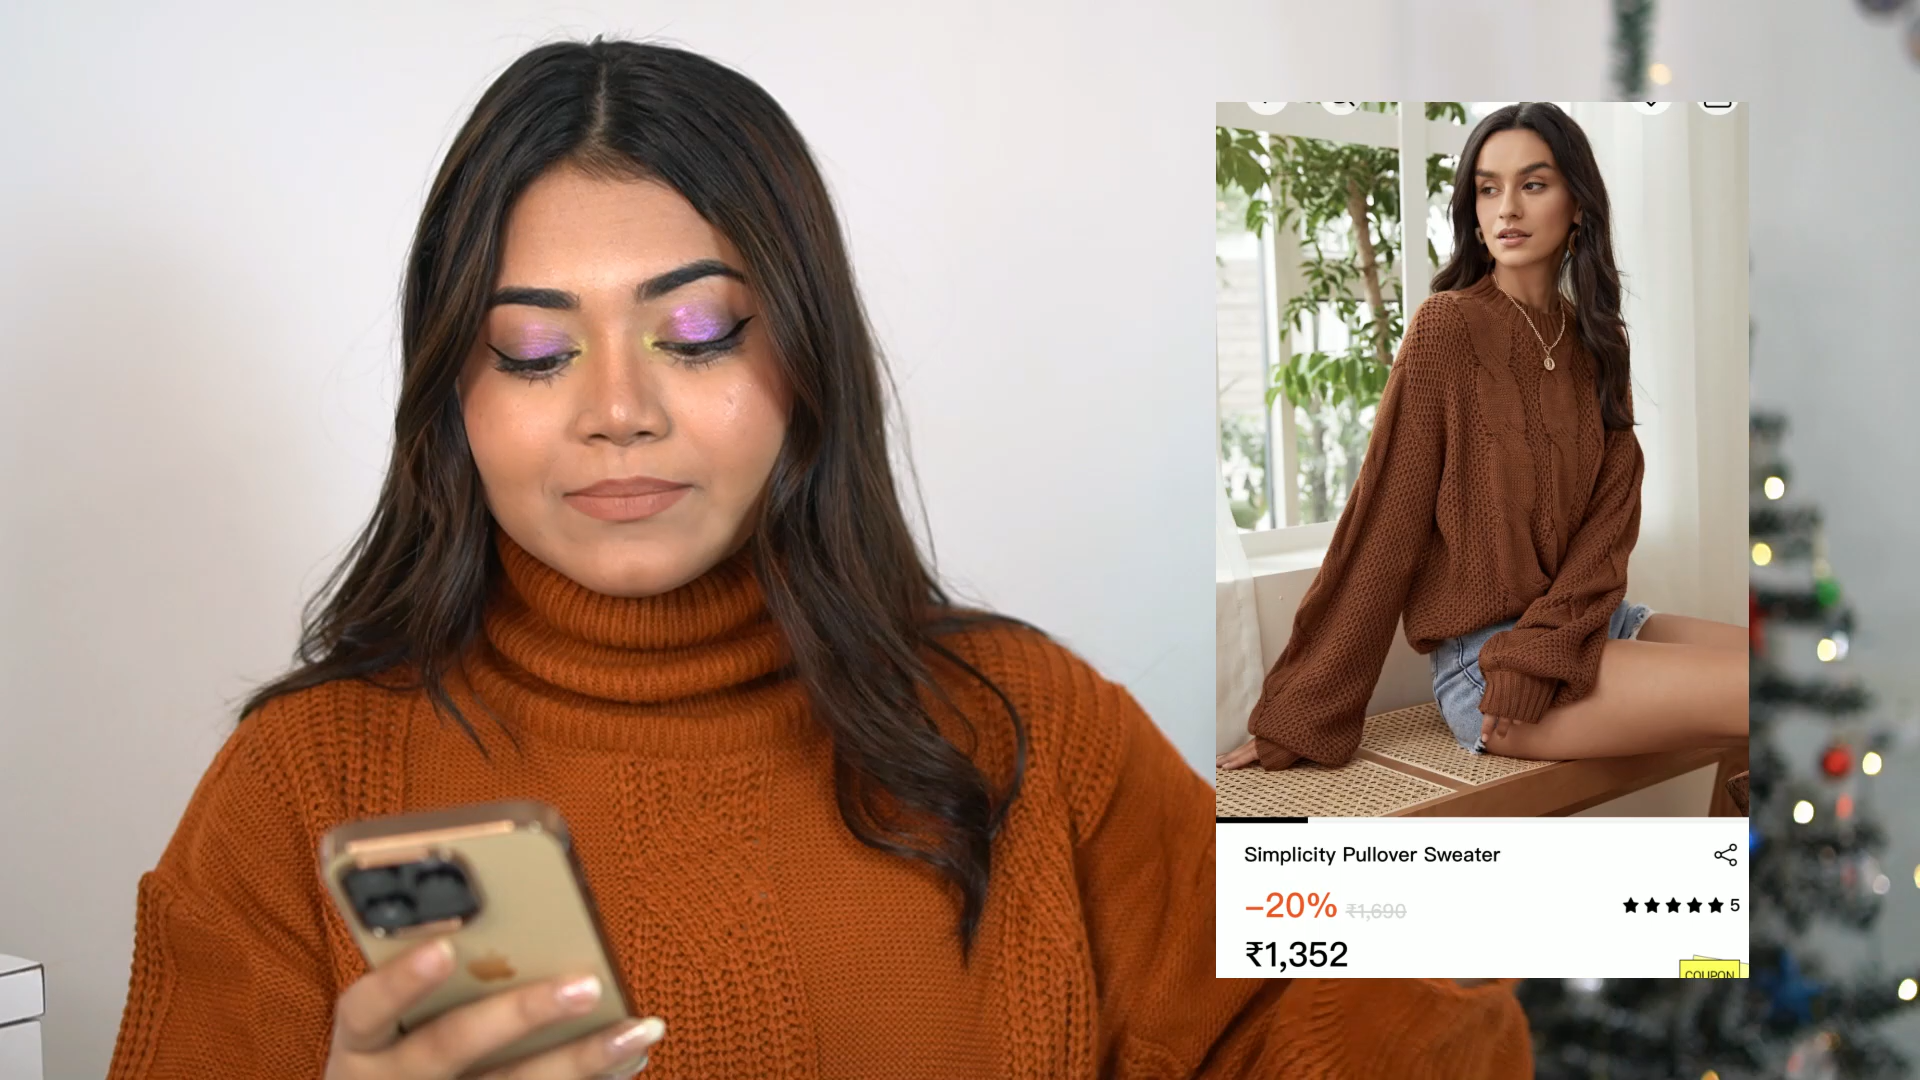 Simplicity Pullover Sweater
−20% ₹1,690
5
₹1,352
COUPON